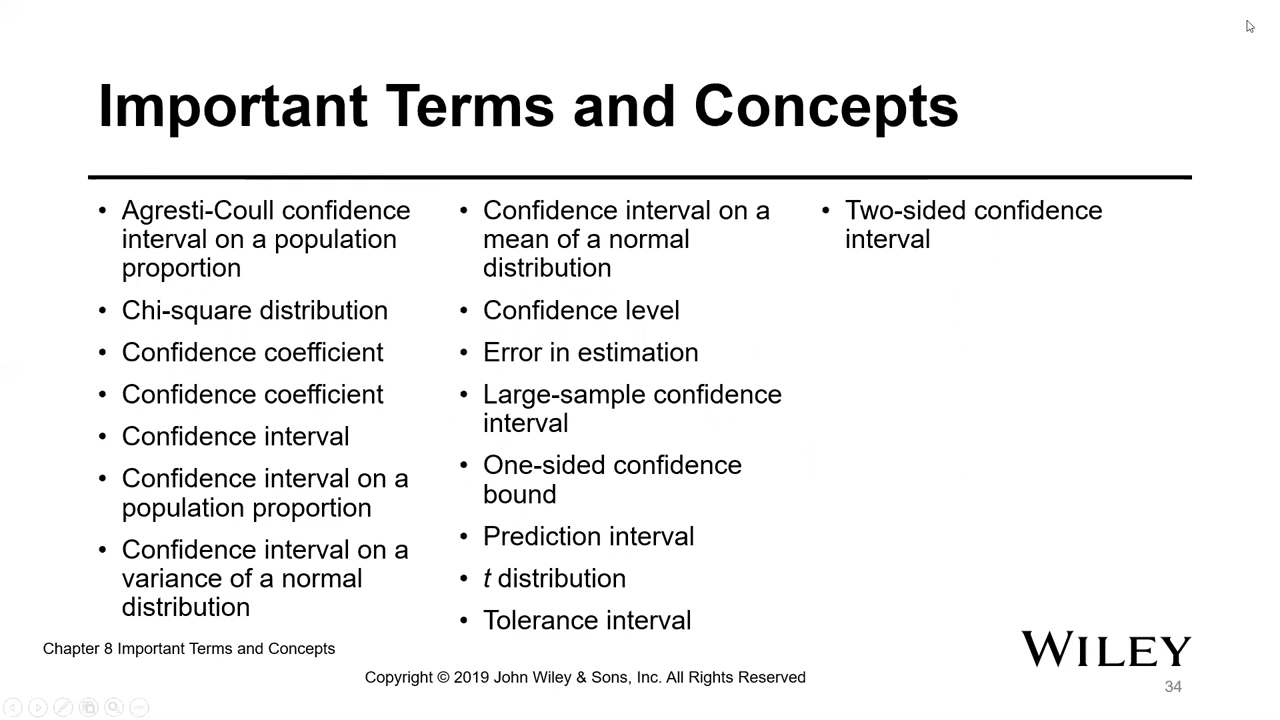 Important Terms and Concepts
• Agresti-Coull confidence
interval on a population
proportion
• Chi-square distribution
• Confidence coefficient
• Confidence coefficient
• Confidence interval
• Confidence interval on a
population proportion
• Confidence interval on a
variance of a normal
distribution
• Confidence interval on a
mean of a normal
distribution
• Confidence level
• Error in estimation
• Large-sample confidence
interval
• One-sided confidence
bound
• Prediction interval
• t distribution
• Tolerance interval
• Two-sided confidence
interval
Chapter 8 Important Terms and Concepts
Copyright © 2019 John Wiley & Sons, Inc. All Rights Reserved
WILEY
34